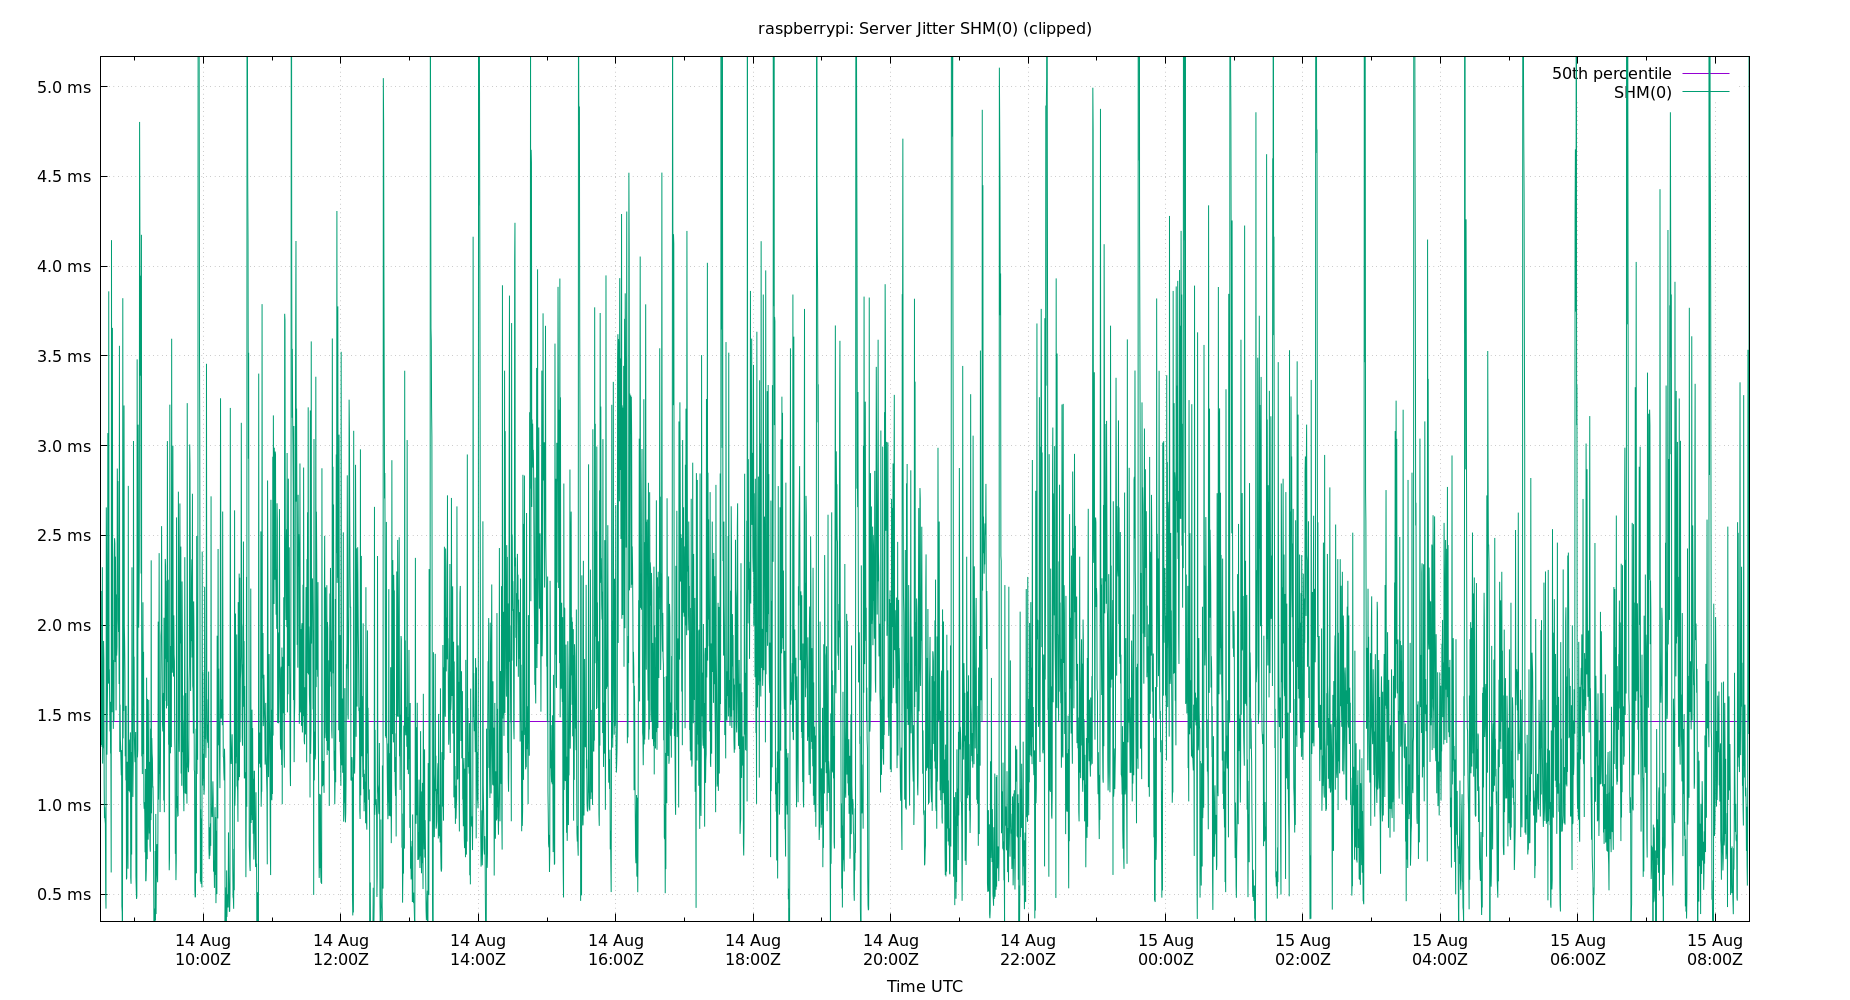 raspberrypi: Server Jitter SHM(0) (clipped)
50th percentile
SHM(0)
5.0 ms
4.5 ms
4.0 ms
3.5 ms
3.0 ms
2.5 ms
2.0 ms
1.5 ms
1.0 ms
0.5 ms
14 Aug 14 Aug 14 Aug 14 Aug 14 Aug 14 Aug 14 Aug 15 Aug 15 Aug 15 Aug 15 Aug 15 Aug
10:00Z 12:00Z 14:00Z 16:00Z 18:00Z 20:00Z 22:00Z 00:00Z 02:00Z 04:00Z 06:00Z 08:00Z
Time UTC